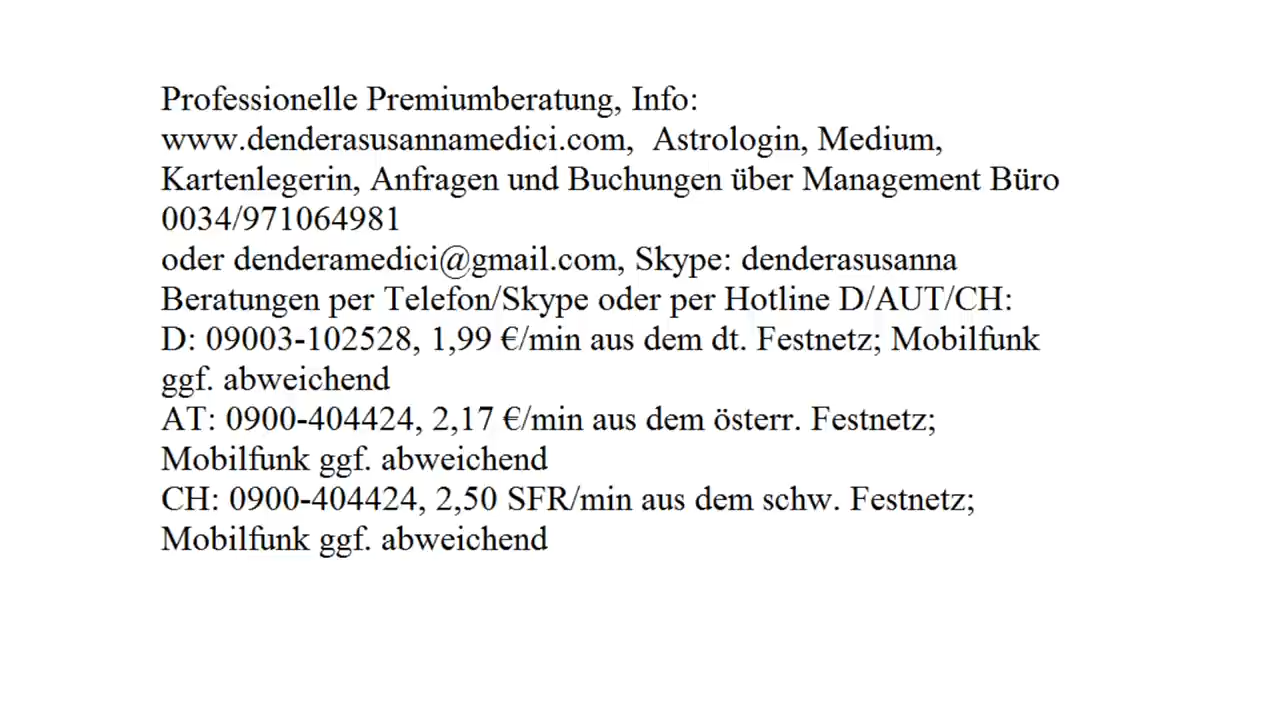 Professionelle Premiumberatung, Info:
www.denderasusannamedici.com,  Astrologin, Medium,
Kartenlegerin, Anfragen und Buchungen über Management Büro
0034/971064981
oder denderamedici@gmail.com, Skype: denderasusanna
Beratungen per Telefon/Skype oder per Hotline D/AUT/CH:
D: 09003-102528, 1,99 €/min aus dem dt. Festnetz; Mobilfunk
ggf. abweichend
AT: 0900-404424, 2,17 €/min aus dem österr. Festnetz;
Mobilfunk ggf. abweichend
CH: 0900-404424, 2,50 SFR/min aus dem schw. Festnetz;
Mobilfunk ggf. abweichend